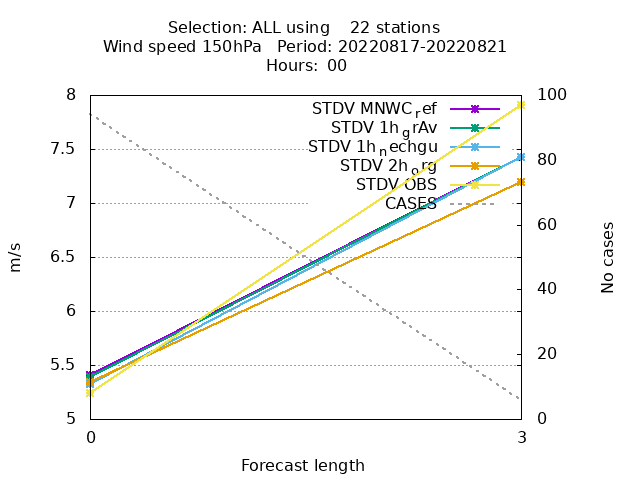 Selection: ALL using 22 stations
Wind speed 150hPa Period: 20220817-20220821
Hours: 00
STDV MNWC_ref
STDV 1h_grAv
STDV 1h_nechgu
STDV 2h_org
STDV OBS
CASES
8
7.5
7
6.5
6
5.5
5
100
80
60
40
20
0
m/s
No cases
0
3
Forecast length